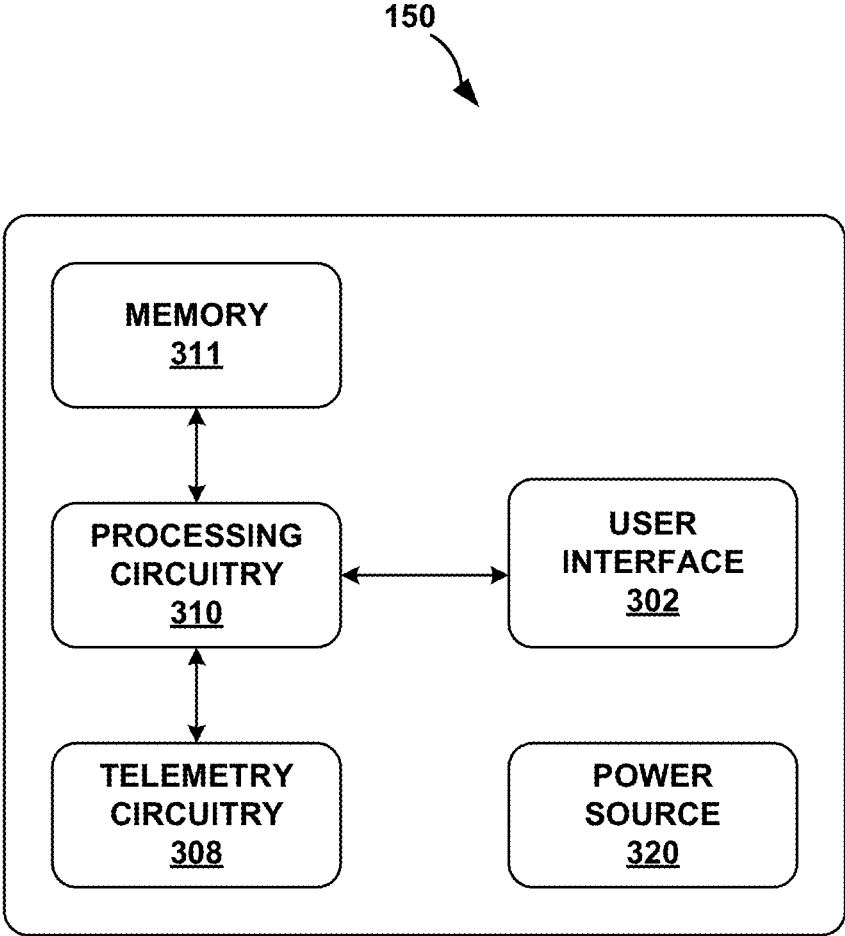 150
MEMORY
311
PROCESSING
CIRCUITRY
310
USER
INTERFACE
302
TELEMETRY
CIRCUITRY
308
POWER
SOURCE
320